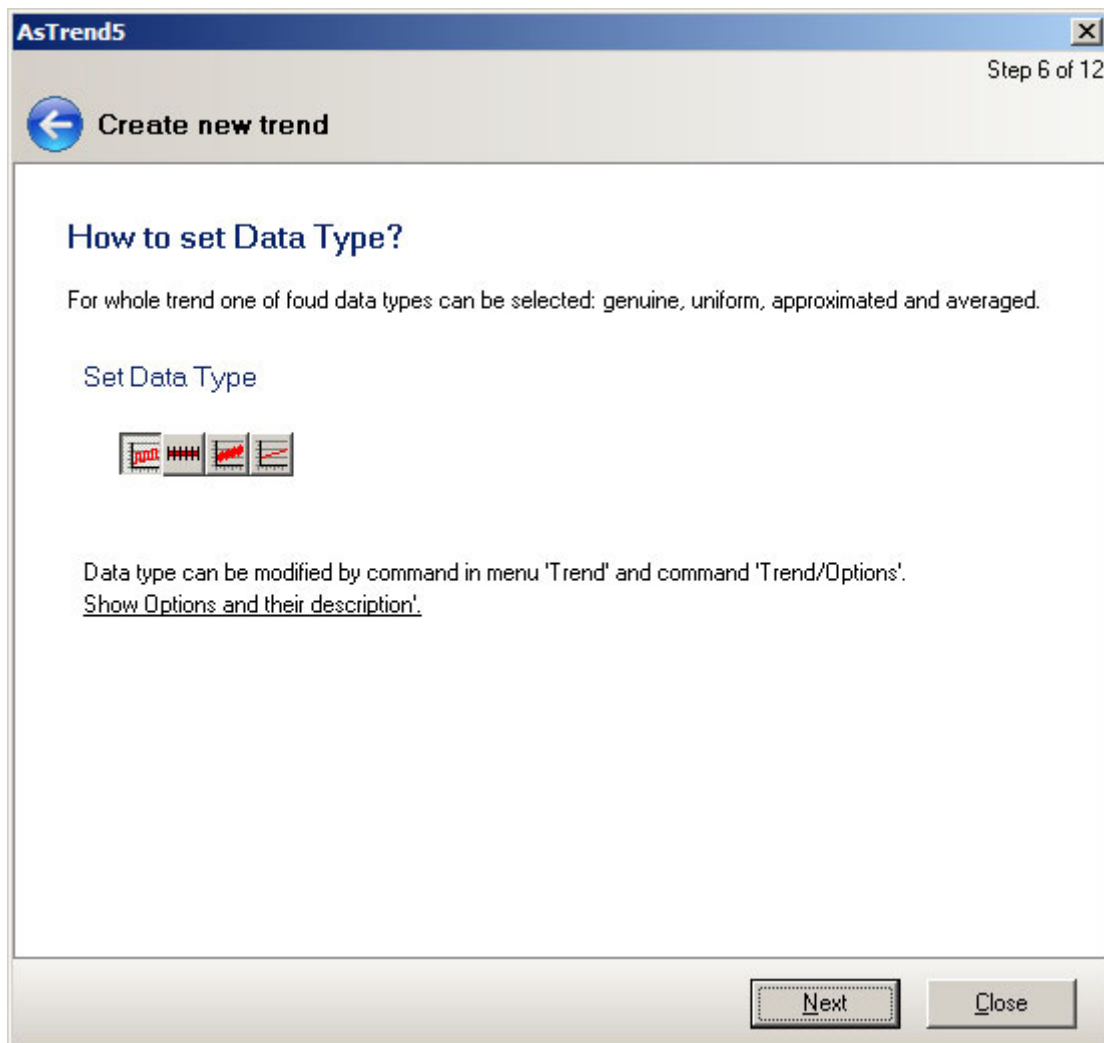 AsTrend5
Step 6 of 12
Create new trend
How to set Data Type?
For whole trend one of foud data types can be selected: genuine, uniform, approximated and averaged.
Set Data Type
Data type can be modified by command in menu 'Trend' and command 'Trend/Options'.
Show Options and their description'.
Next
Close